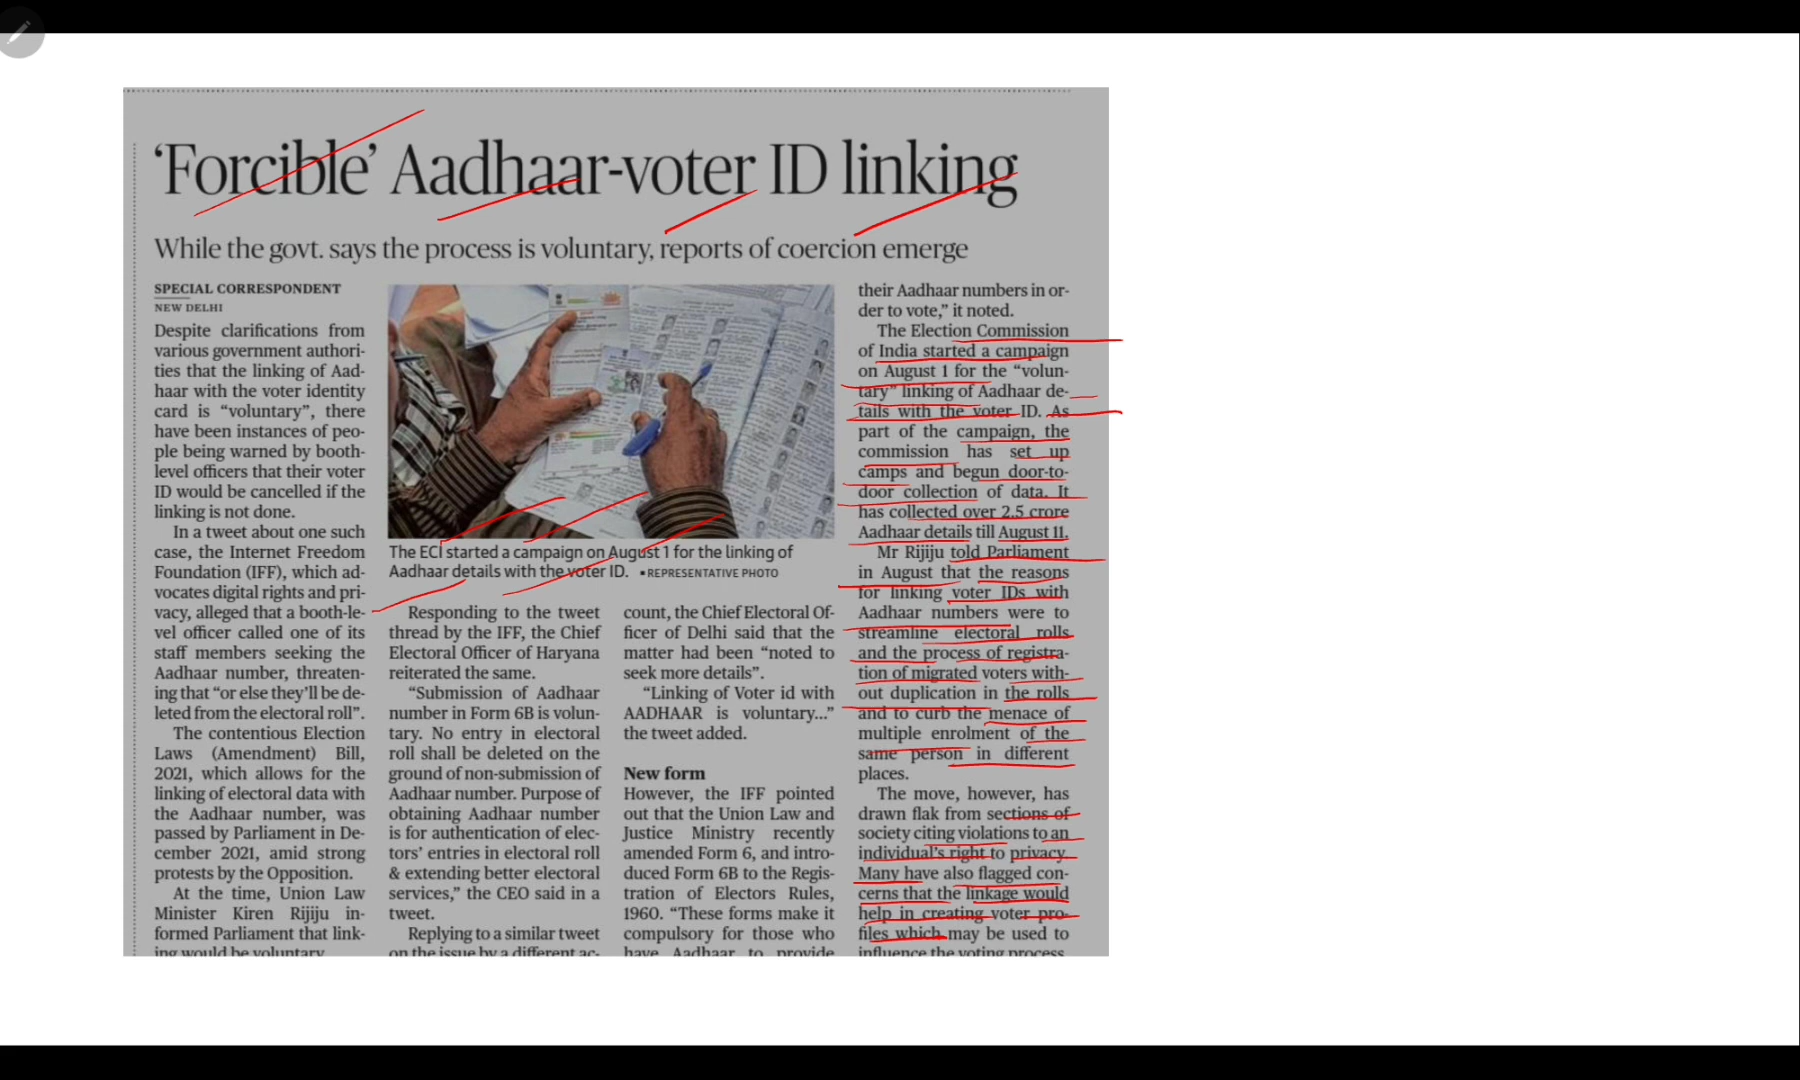 ‘Forcible’ Aadhaar-voter ID linking
While the govt. says the process is voluntary, reports of coercion emerge
SPECIAL CORRESPONDENT
NEW DELHI
Despite clarifications from
various government authori-
ties that the linking of Aad-
haar with the voter identity
card is “voluntary”, there
have been instances of peo-
ple being warned by booth-
level officers that their voter
ID would be cancelled if the
linking is not done.
In a tweet about one such
case, the Internet Freedom
Foundation (IFF), which ad-
vocates digital rights and pri-
vacy, alleged that a booth-le-
vel officer called one of its
staff members seeking the
Aadhaar number, threaten-
ing that “or else they’ll be de-
leted from the electoral roll”.
The contentious Election
Laws (Amendment) Bill,
2021, which allows for the
linking of electoral data with
the Aadhaar number, was
passed by Parliament in De-
cember 2021, amid strong
protests by the Opposition.
At the time, Union Law
Minister Kiren Rijiju in-
formed Parliament that link-
ing would be voluntary
The ECI started a campaign on August 1 for the linking of
Aadhaar details with the voter ID. •REPRESENTATIVE PHOTO
Responding to the tweet
thread by the IFF, the Chief
Electoral Officer of Haryana
reiterated the same.
“Submission of Aadhaar
number in Form 6B is volun-
tary. No entry in electoral
roll shall be deleted on the
ground of non-submission of
Aadhaar number. Purpose of
obtaining Aadhaar number
is for authentication of elec-
tors’ entries in electoral roll
& extending better electoral
services,” the CEO said in a
tweet.
Replying to a similar tweet
on the issue by a different ac-
count, the Chief Electoral Of-
ficer of Delhi said that the
matter had been “noted to
seek more details”.
“Linking of Voter id with
AADHAAR is voluntary...”
the tweet added.
New form
However, the IFF pointed
out that the Union Law and
Justice Ministry recently
amended Form 6, and intro-
duced Form 6B to the Regis-
tration of Electors Rules,
1960. “These forms make it
compulsory for those who
have Aadhaar to provide
their Aadhaar numbers in or-
der to vote,” it noted.
The Election Commission
of India started a campaign
on August 1 for the “volun-
tary” linking of Aadhaar de-
tails with the voter ID. As
part of the campaign, the
commission has set up
camps and begun door-to-
door collection of data. It
has collected over 2.5 crore
Aadhaar details till August 11.
Mr Rijiju told Parliament
in August that the reasons
for linking voter IDs with
Aadhaar numbers were to
streamline electoral rolls
and the process of registra-
tion of migrated voters with-
out duplication in the rolls
and to curb the menace of
multiple enrolment of the
same person in different
places.
The move, however, has
drawn flak from sections of
society citing violations to an
individual’s right to privacy.
Many have also flagged con-
cerns that the linkage would
help in creating voter pro-
files which may be used to
influence the voting process.